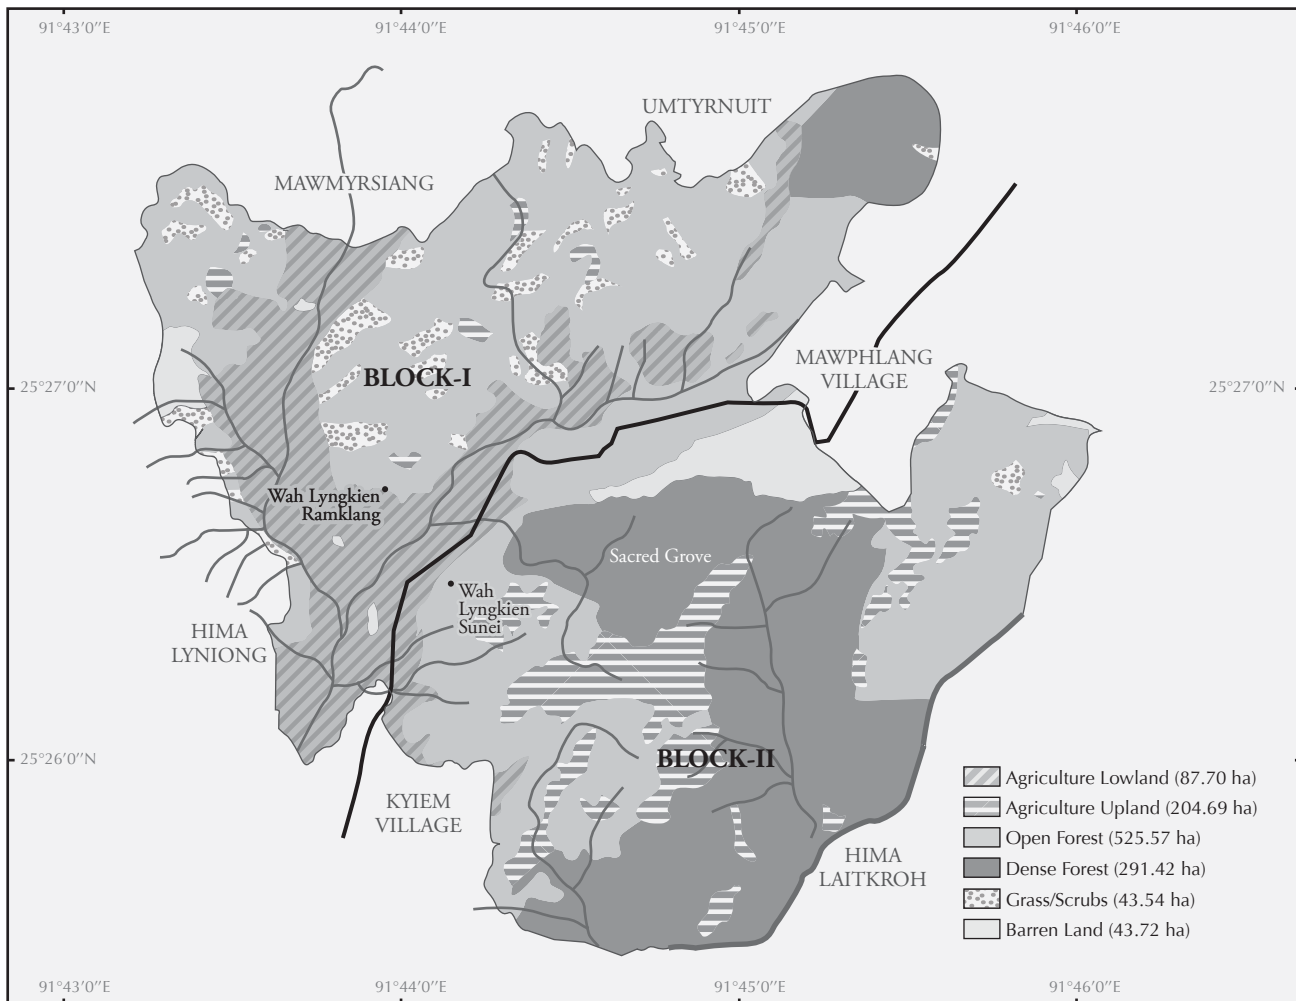 91°43′0″E
91°44′0″E
91°45′0″E
91°46′0″E
UMTYRNUIT
MAWMYRSIANG
MAWPHLANG
VILLAGE
25°27′0″N
25°27′0″N
BLOCK-I
Wah Lyngkien
Ramklang
Sacred Grove
Wah
Lyngkien
Sunei
HIMA
LYNIONG
25°26′0″N
BLOCK-II
KYIEM
VILLAGE
HIMA
LAITKROH
Agriculture Lowland (87.70 ha)
Agriculture Upland (204.69 ha)
Open Forest (525.57 ha)
Dense Forest (291.42 ha)
Grass/Scrubs (43.54 ha)
Barren Land (43.72 ha)
91°43′0″E
91°44′0″E
91°45′0″E
91°46′0″E